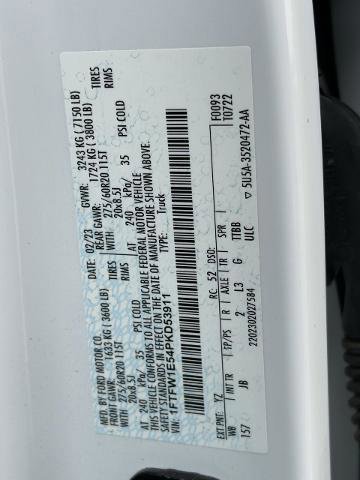 MFD. BY FORD MOTOR CO.
DATE: 02/23 GVWR: 3243 KG ( 7150 LB)
FRONT GAWR: 1633 KG ( 3600 LB) REAR GAWR: 1724 KG ( 3800 LB)
WITH 275/60R20 115T WITH 275/60R20 115T TIRES
20x8.5J 20x8.5J RIMS
AT 240 kPa/ 35 PSI COLD AT 240 kPa/ 35 PSI COLD
THIS VEHICLE CONFORMS TO ALL APPLICABLE FEDERAL MOTOR VEHICLE
SAFETY STANDARDS IN EFFECT ON THE DATE OF MANUFACTURE SHOWN ABOVE.
VIN: 1FTFW1E54PKD53911
TYPE: Truck
F0093
T0722
EXT PNT: YZ RC: 52 DSO:
WB INT TR TP/PS R AXLE TR SPR
157 JB 2 L3 G TTBB
ULC
▽ 5U5A-3520472-AA
220230227584